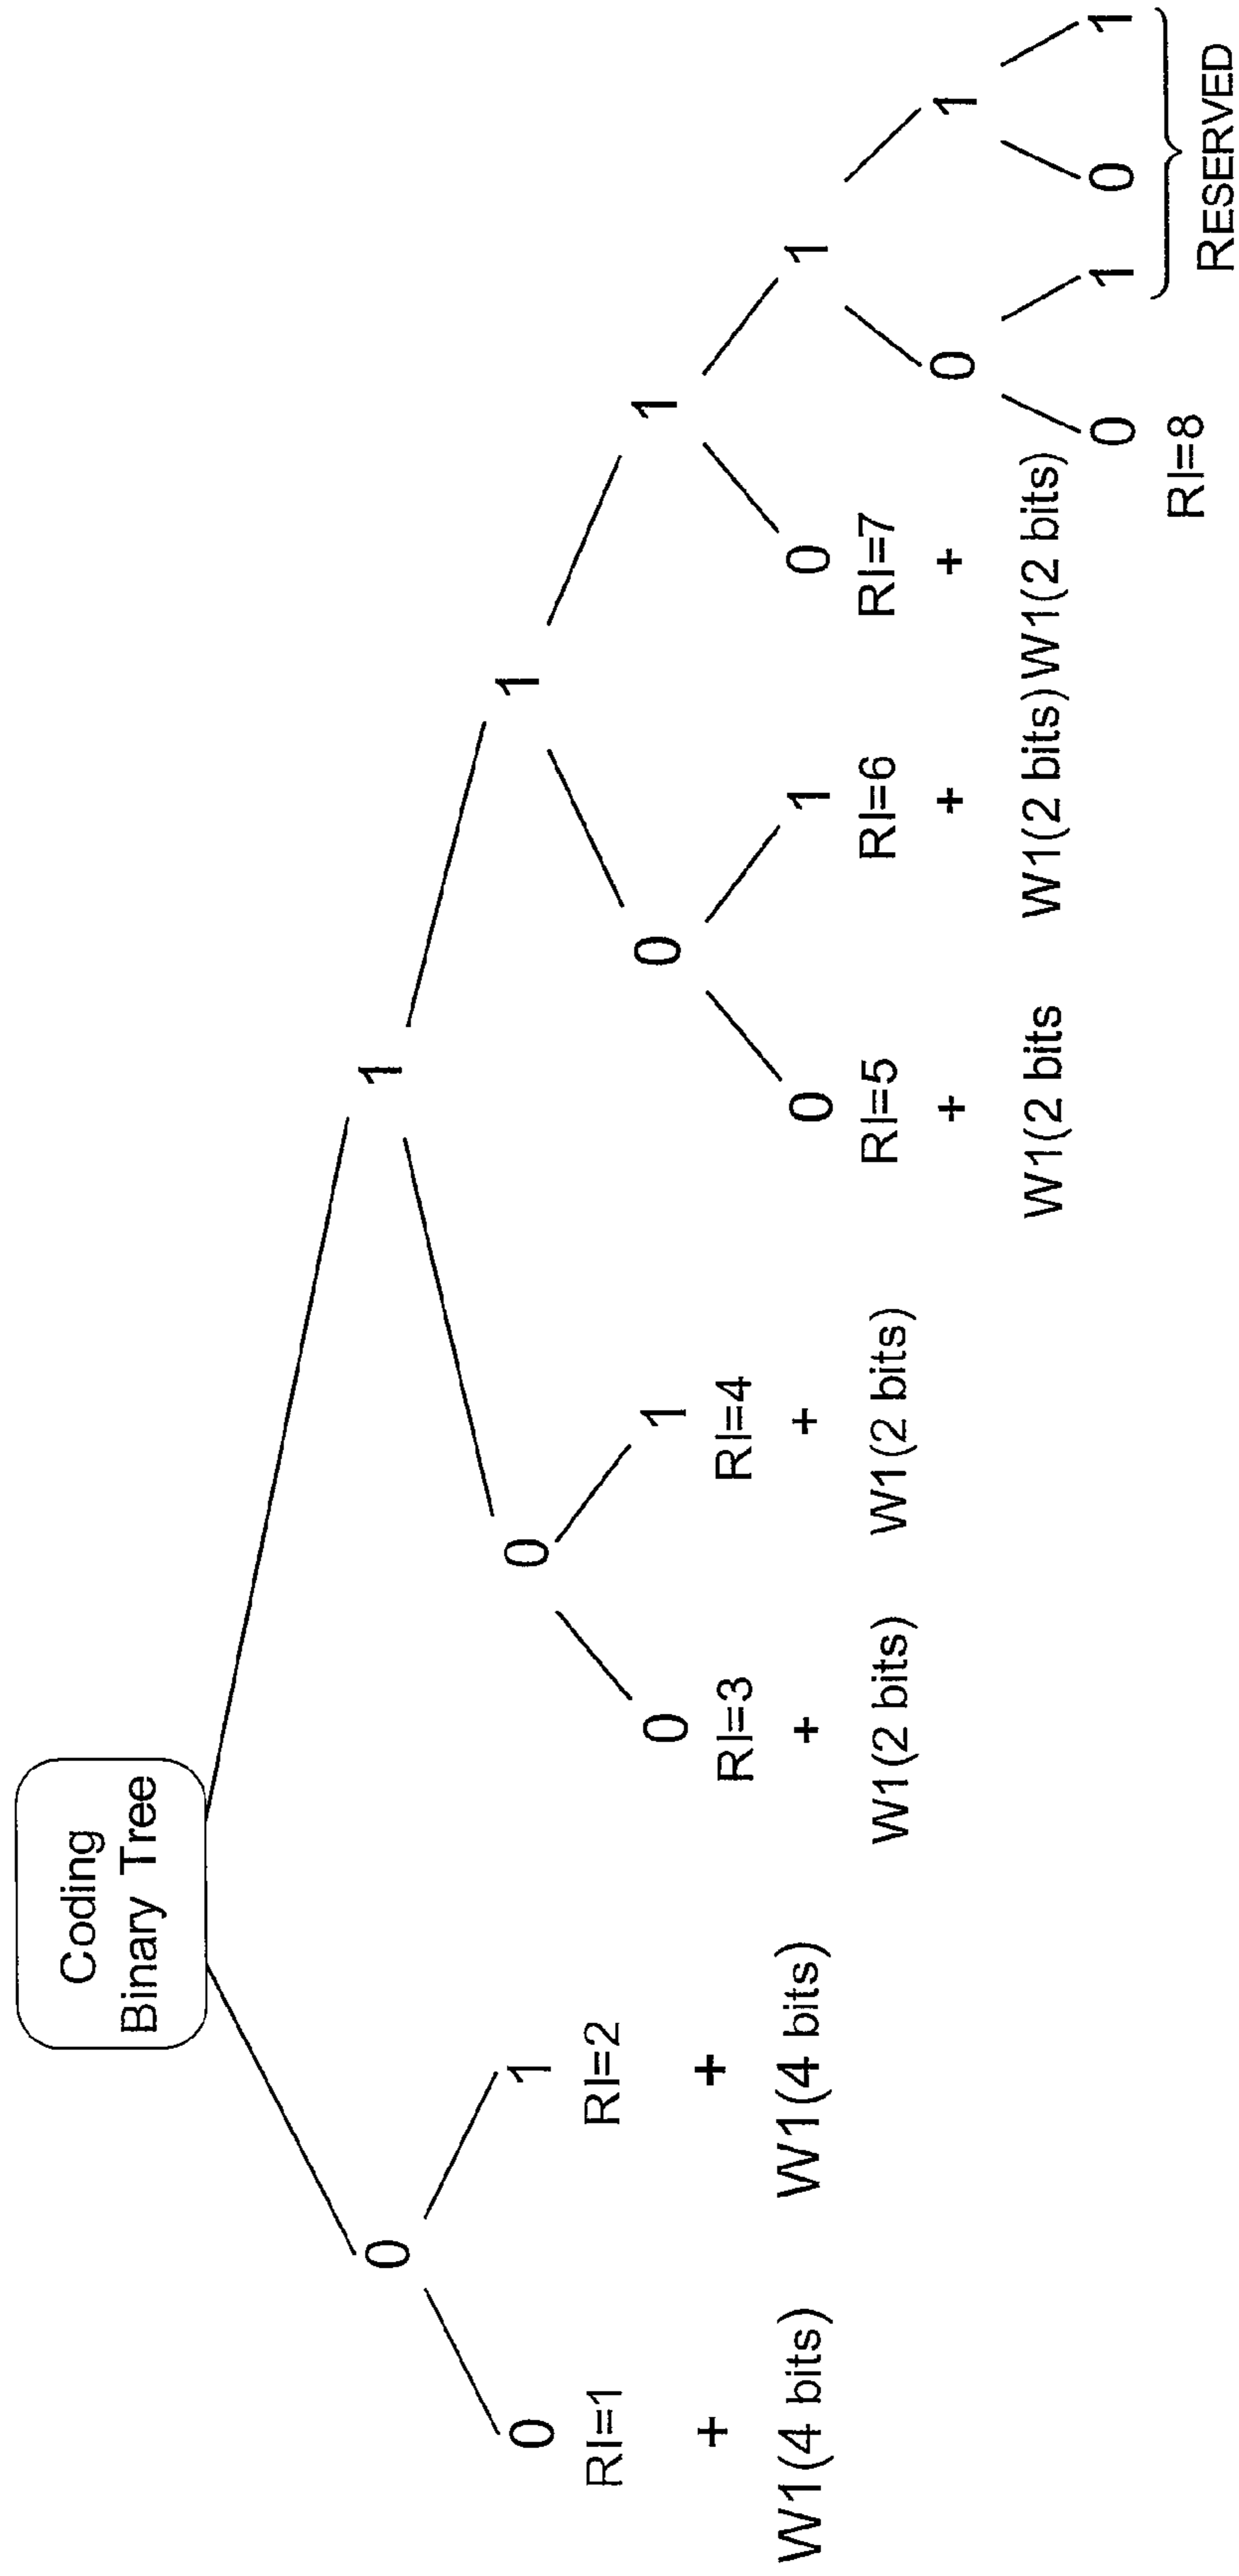 Coding
Binary Tree
0 1
0 1 0 1
RI=1 RI=2
+ +
W1(4 bits) W1(4 bits)
0 1 0 1
RI=3 RI=4
+ +
W1(2 bits) W1(2 bits)
0 1 0 1
RI=5 RI=6 RI=7
+ + +
W1(2 bits W1(2 bits) W1(2 bits)
0 1
0 1 0 1
RI=8
RESERVED